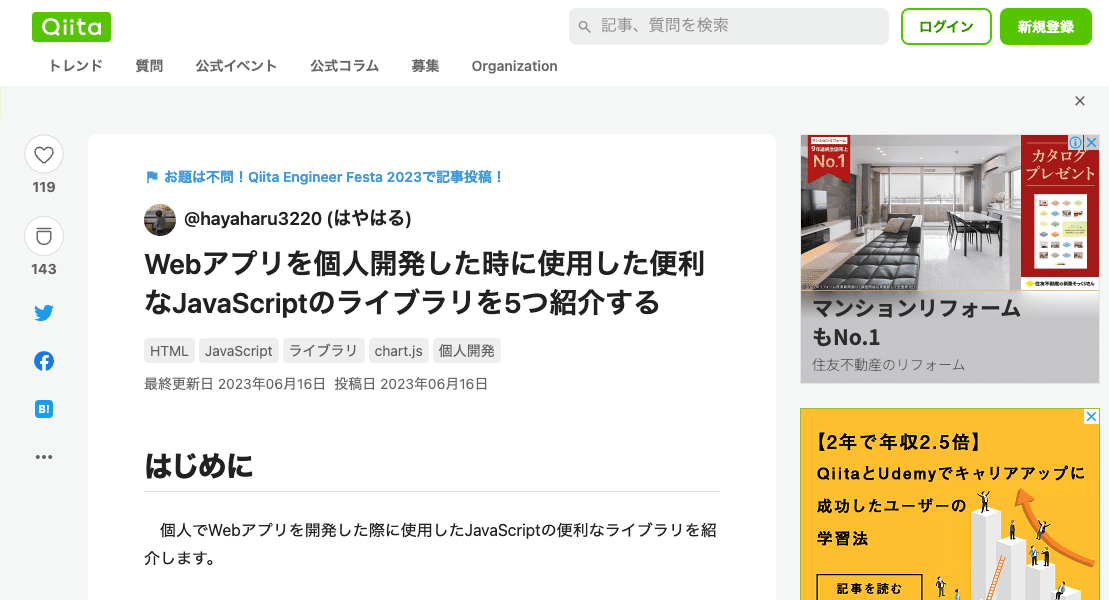 Qiita
記事、質問を検索
ログイン
新規登録
トレンド
質問
公式イベント
公式コラム
募集
Organization
119
143
B!
お題は不問！Qiita Engineer Festa 2023で記事投稿！
@hayaharu3220 (はやはる)
Webアプリを個人開発した時に使用した便利
なJavaScriptのライブラリを5つ紹介する
HTML
JavaScript
ライブラリ
chart.js
個人開発
最終更新日 2023年06月16日 投稿日 2023年06月16日
はじめに
個人でWebアプリを開発した際に使用したJavaScriptの便利なライブラリを紹
介します。
マンションリフォーム
No.1
カタログ
プレゼント
住友不動産の新築そっくりさん
マンションリフォーム
もNo.1
住友不動産のリフォーム
【2年で年収2.5倍】
QiitaとUdemyでキャリアアップに
成功したユーザーの
学習法
記事を読む